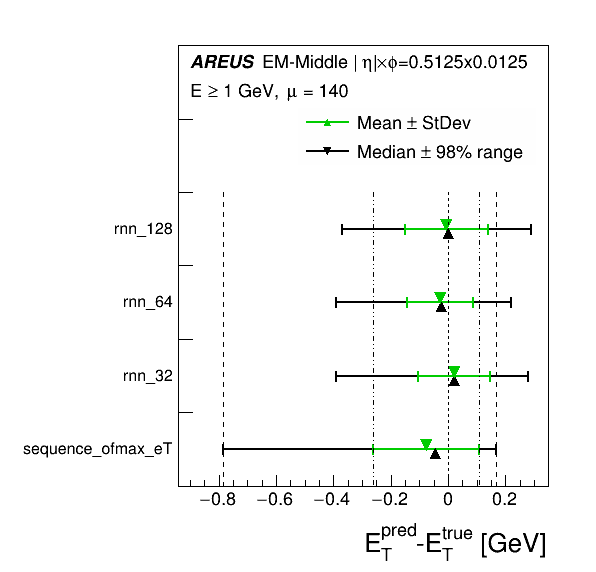 AREUS EM-Middle |η|×φ=0.5125x0.0125
E ≥ 1 GeV, μ = 140
Mean ± StDev
Median ± 98% range
rnn_128
rnn_64
rnn_32
sequence_ofmax_eT
−0.8 −0.6 −0.4 −0.2 0 0.2
E_T^pred-E_T^true [GeV]